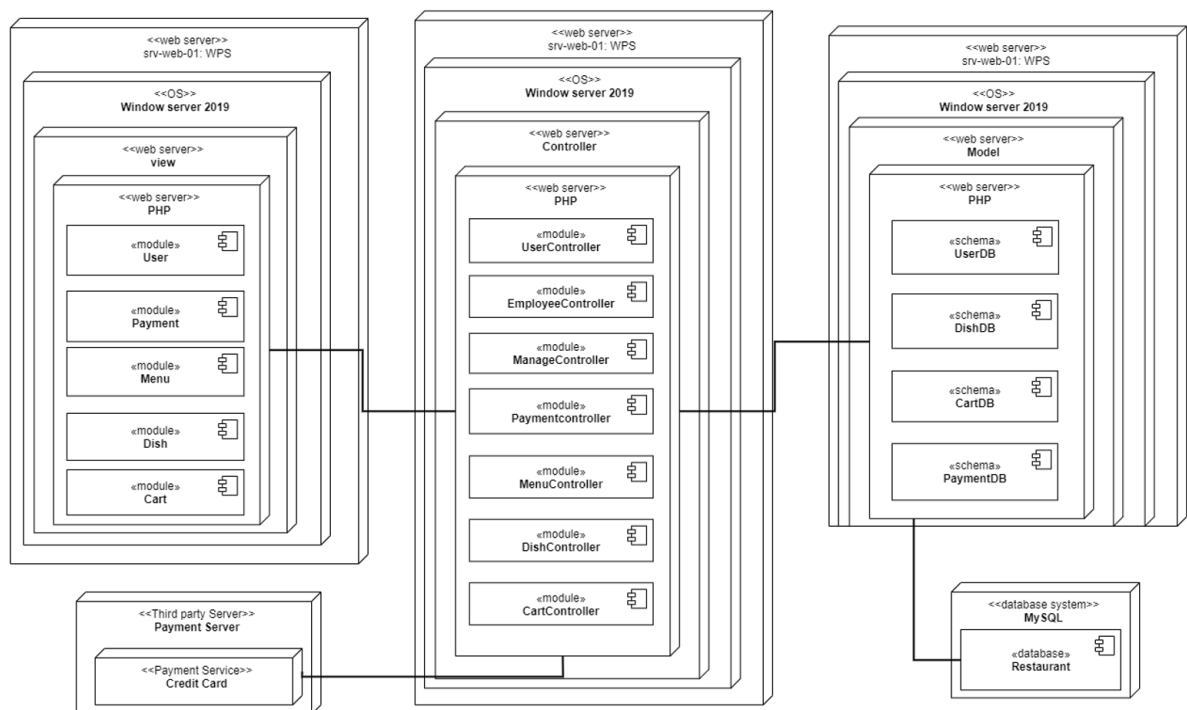 <<web server>>
srv-web-01: WPS
<<OS>>
Window server 2019
<<web server>>
view
<<web server>>
PHP
«module»
User
«module»
Payment
«module»
Menu
«module»
Dish
«module»
Cart
<<web server>>
srv-web-01: WPS
<<OS>>
Window server 2019
<<web server>>
Controller
<<web server>>
PHP
«module»
UserController
«module»
EmployeeController
«module»
ManageController
«module»
Paymentcontroller
«module»
MenuController
«module»
DishController
«module»
CartController
<<web server>>
srv-web-01: WPS
<<OS>>
Window server 2019
<<web server>>
Model
<<web server>>
PHP
«schema»
UserDB
«schema»
DishDB
«schema»
CartDB
«schema»
PaymentDB
<<Third party Server>>
Payment Server
<<Payment Service>>
Credit Card
<<database system>>
MySQL
«database»
Restaurant